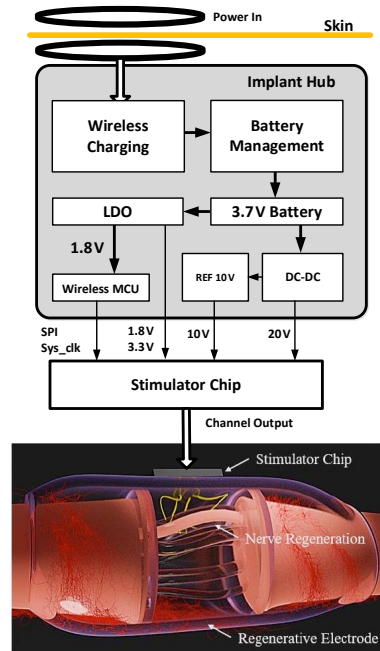 Power In
Skin
Implant Hub
Wireless
Charging
Battery
Management
LDO
3.7V Battery
1.8V
Wireless MCU
REF 10V
DC-DC
SPI
Sys_clk
1.8V
3.3V
10V
20V
Stimulator Chip
Channel Output
Stimulator Chip
Nerve Regeneration
Regenerative Electrode